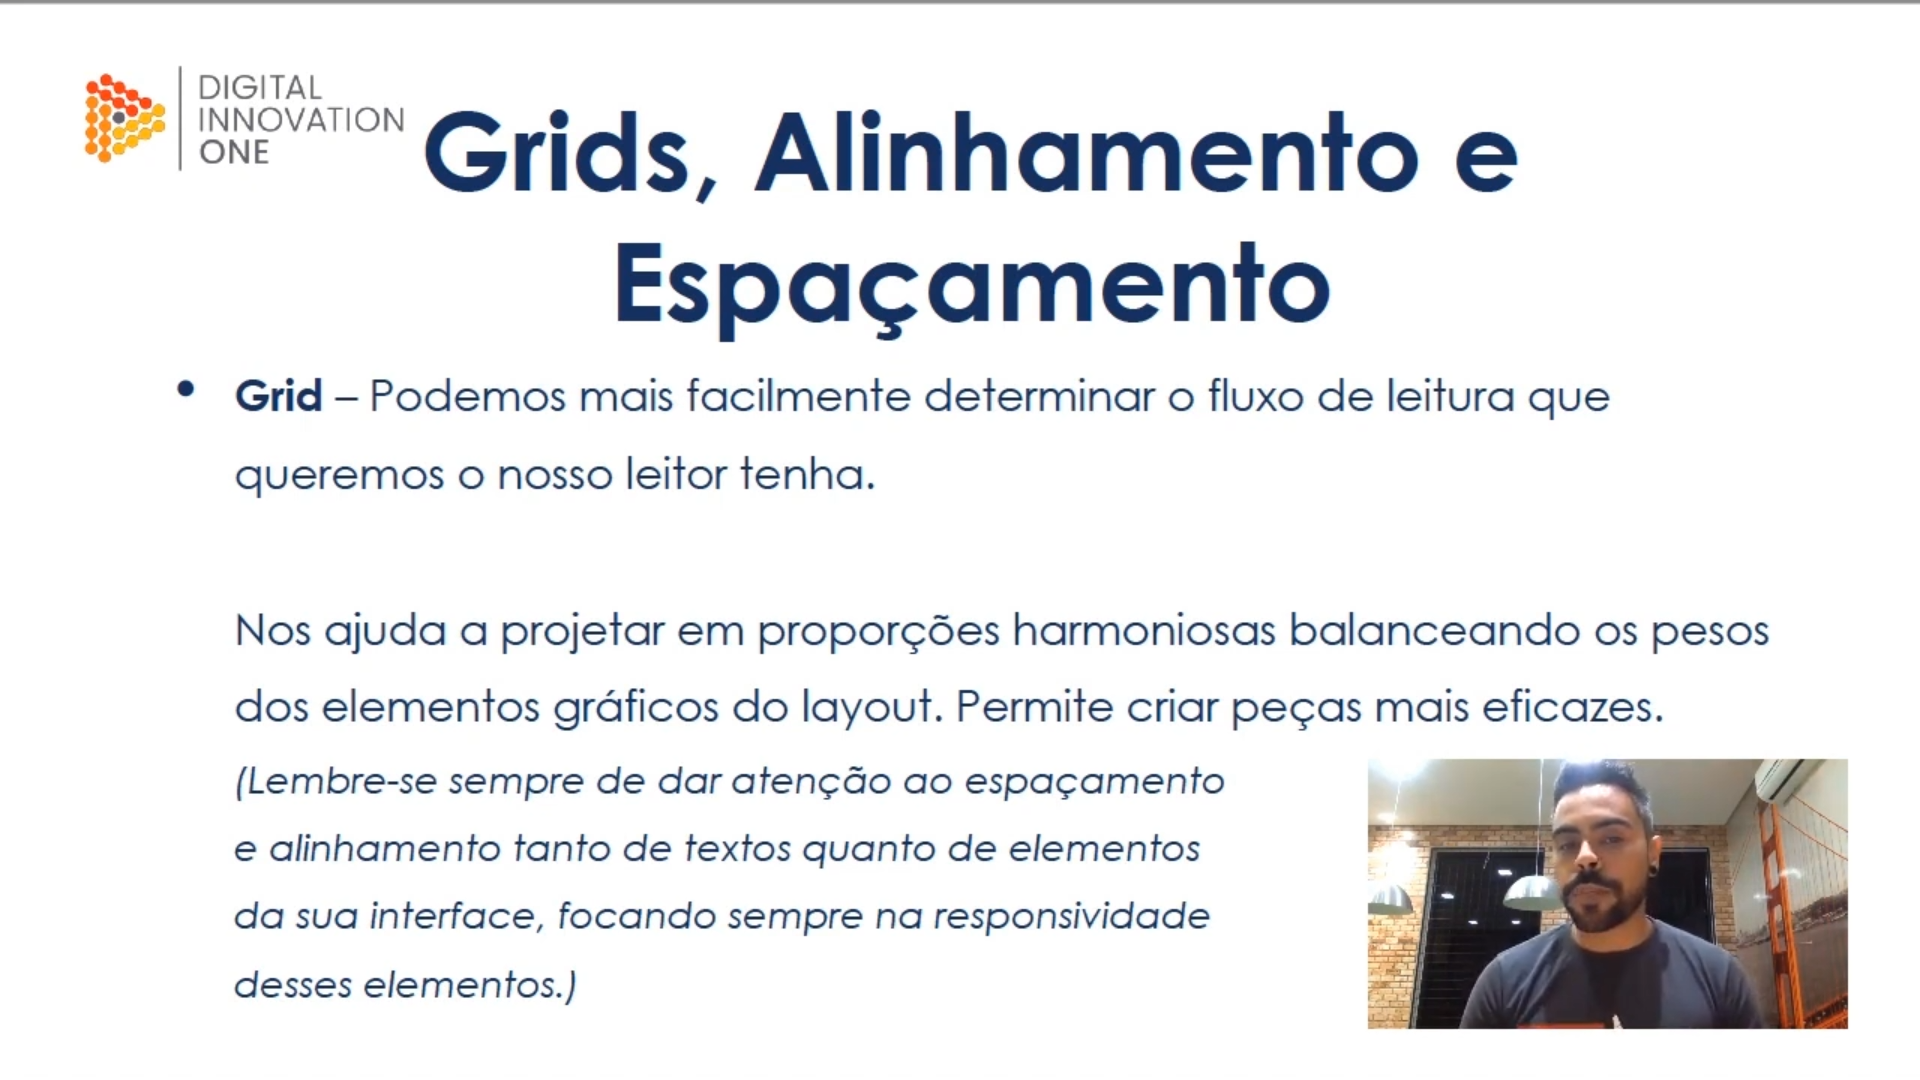 DIGITAL
INNOVATION
ONE
Grids, Alinhamento e
Espaçamento
• Grid – Podemos mais facilmente determinar o fluxo de leitura que
queremos o nosso leitor tenha.
Nos ajuda a projetar em proporções harmoniosas balanceando os pesos
dos elementos gráficos do layout. Permite criar peças mais eficazes.
(Lembre-se sempre de dar atenção ao espaçamento
e alinhamento tanto de textos quanto de elementos
da sua interface, focando sempre na responsividade
desses elementos.)